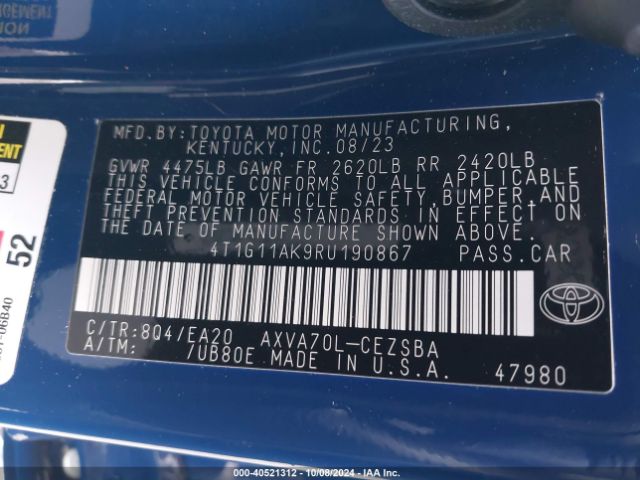 MFD.BY:TOYOTA MOTOR MANUFACTURING,
KENTUCKY,INC.08/23
GVWR 4475LB GAWR FR 2620LB RR 2420LB
THIS VEHICLE CONFORMS TO ALL APPLICABLE
FEDERAL MOTOR VEHICLE SAFETY,BUMPER,AND
THEFT PREVENTION STANDARDS IN EFFECT ON
THE DATE OF MANUFACTURE SHOWN ABOVE.
4T1G11AK9RU190867 PASS.CAR
C/TR:8Q4/EA20 AXVA70L-CEZSBA
A/TM: /UB80E MADE IN U.S.A. 47980
52
000-40521312 - 10/08/2024 - IAA Inc.